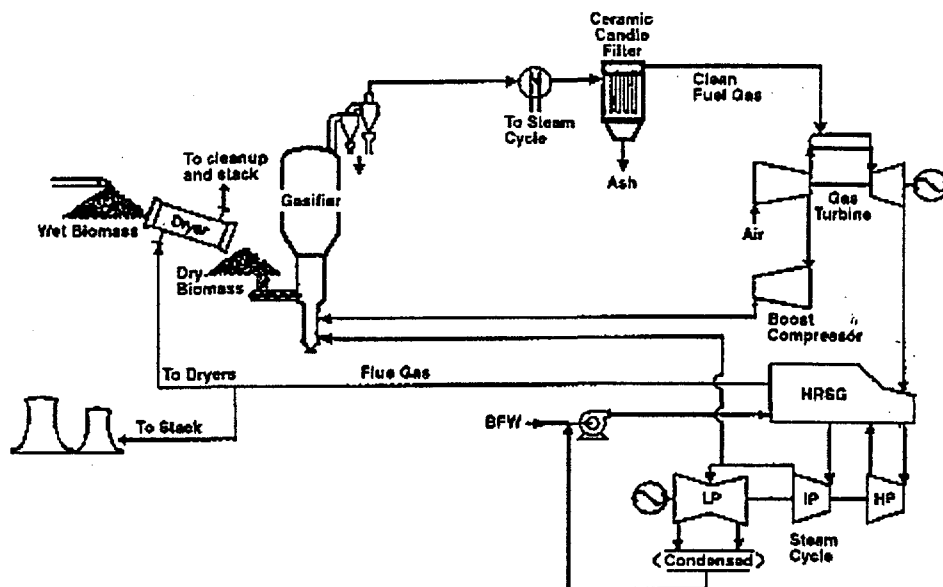 Ceramic
Candle
Filter
Clean
Fuel Gas
To Steam
Cycle
Ash
To cleanup
and stack
Gasifier
Wet Biomass
Dryer
Dry
Biomass
Air
Gas
Turbine
Boost
Compressor
To Dryers
Flue Gas
HRSG
To Stack
BFW
LP
IP
HP
Steam
Cycle
(Condensed)